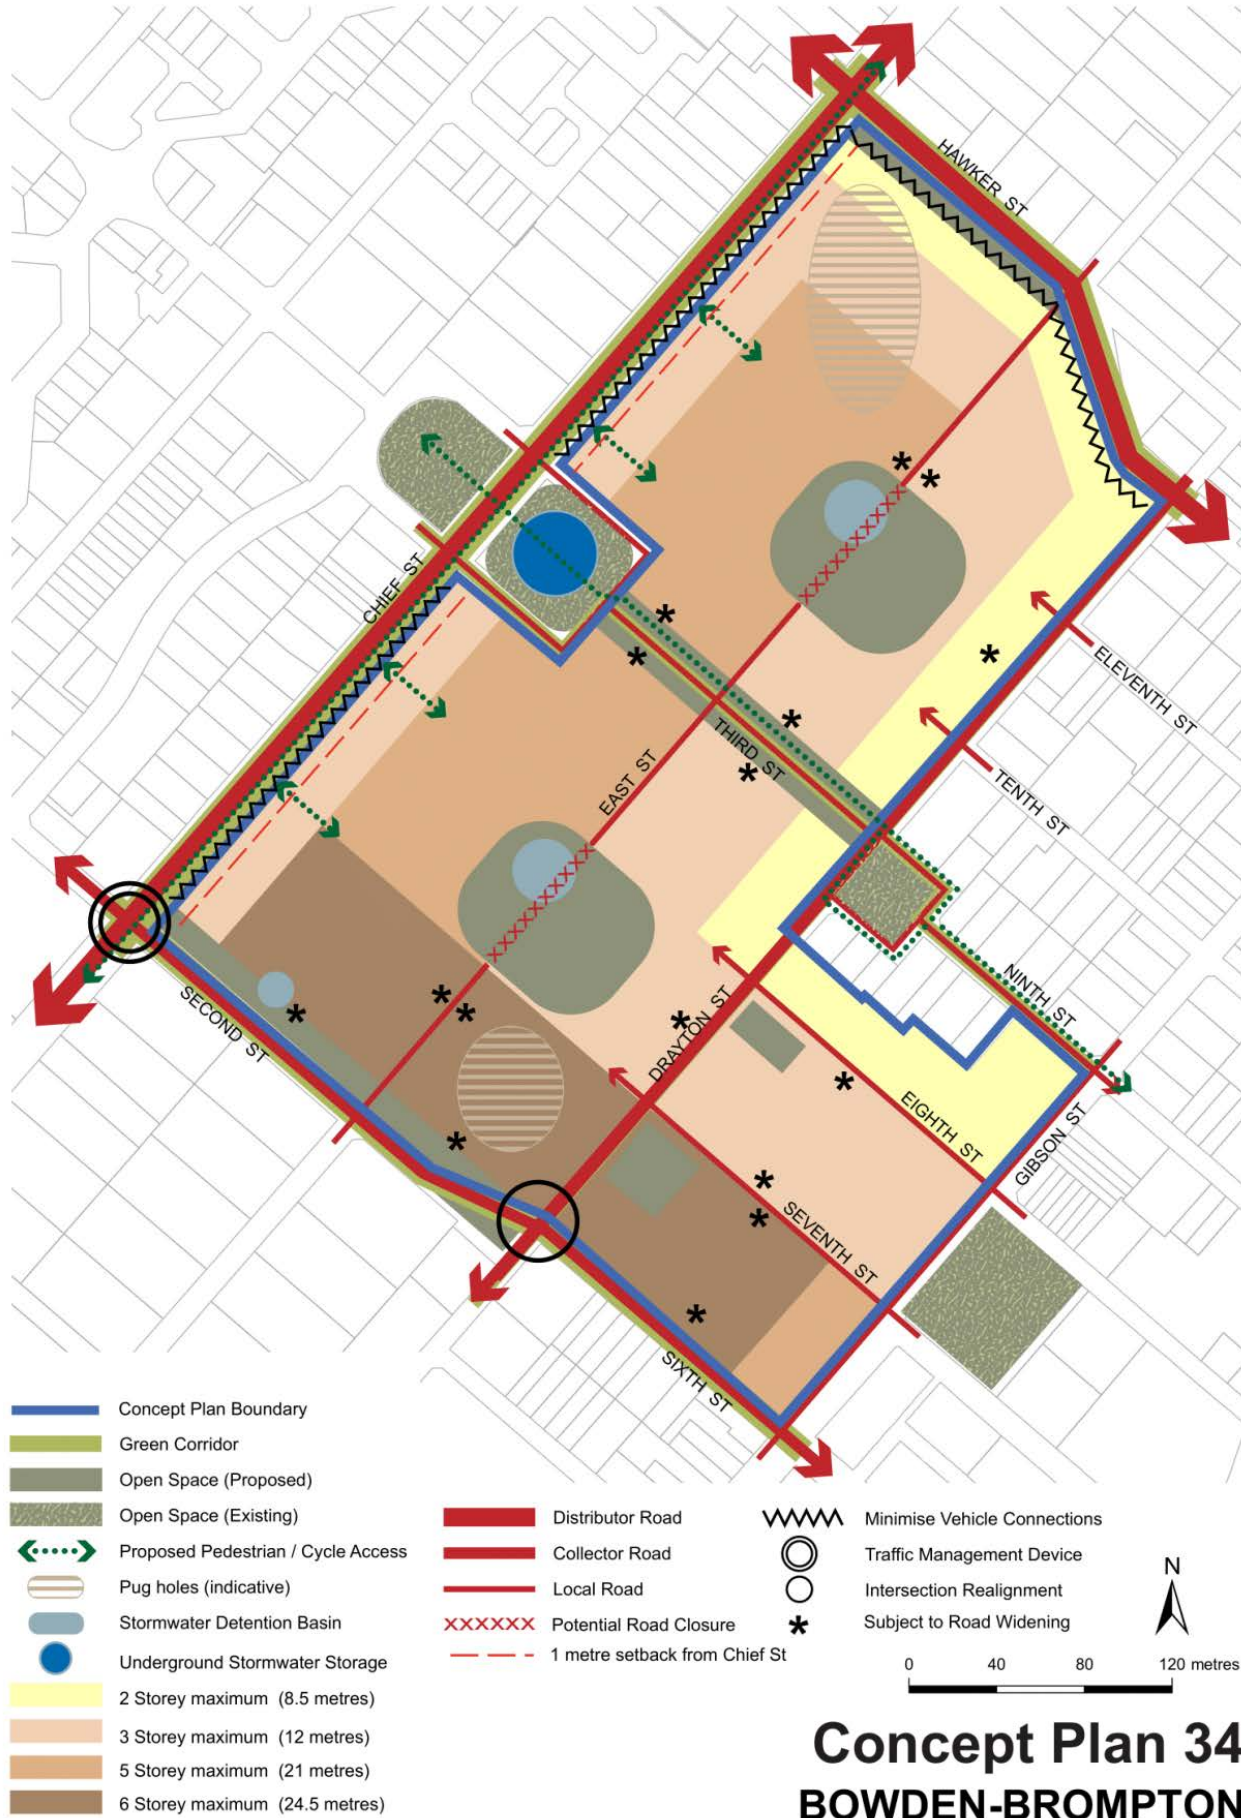 HAWKER ST
CHIEF ST
ELEVENTH ST
TENTH ST
THIRD ST
EAST ST
NINTH ST
SECOND ST
DRAYTON ST
EIGHTH ST
GIBSON ST
SEVENTH ST
SIXTH ST
Concept Plan Boundary
Green Corridor
Open Space (Proposed)
Open Space (Existing)
Proposed Pedestrian / Cycle Access
Pug holes (indicative)
Stormwater Detention Basin
Underground Stormwater Storage
2 Storey maximum (8.5 metres)
3 Storey maximum (12 metres)
5 Storey maximum (21 metres)
6 Storey maximum (24.5 metres)
Distributor Road
Collector Road
Local Road
Potential Road Closure
1 metre setback from Chief St
Minimise Vehicle Connections
Traffic Management Device
Intersection Realignment
Subject to Road Widening
N
0 40 80 120 metres
Concept Plan 34
BOWDEN-BROMPTON